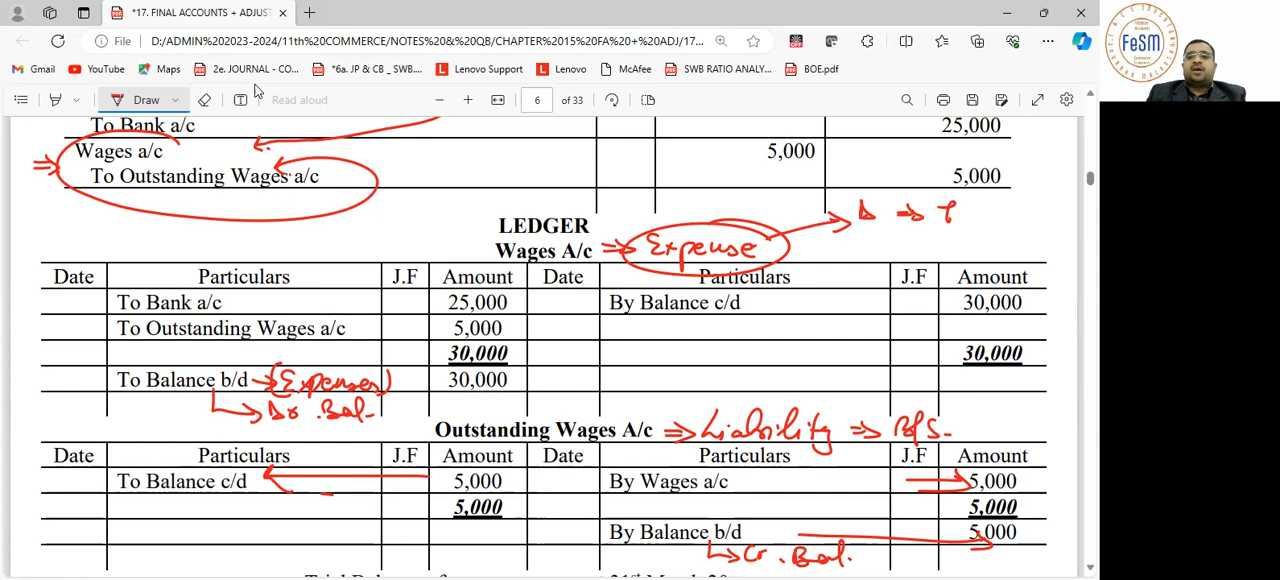 *17. FINAL ACCOUNTS + ADJUST
File D:/ADMIN%202023-2024/11th%20COMMERCE/NOTES%20&%20QB/CHAPTER%2015%20FA%20+%20ADJ/17...
Gmail YouTube Maps 2e. JOURNAL - CO... *6a. JP & CB _ SWB.... Lenovo Support Lenovo McAfee SWB RATIO ANALY... BOE.pdf
Draw Read aloud 6 of 33
FeSM
To Bank a/c 25,000
Wages a/c 5,000
To Outstanding Wages a/c 5,000
LEDGER
Wages A/c ⇒ Expense
Date Particulars J.F Amount Date Particulars J.F Amount
To Bank a/c 25,000 By Balance c/d 30,000
To Outstanding Wages a/c 5,000
30,000 30,000
To Balance b/d → (Expenses) 30,000
Dr. Bal.
Outstanding Wages A/c ⇒ Liability ⇒ B/S.
Date Particulars J.F Amount Date Particulars J.F Amount
To Balance c/d 5,000 By Wages a/c 5,000
5,000 5,000
By Balance b/d 5,000
Cr. Bal.